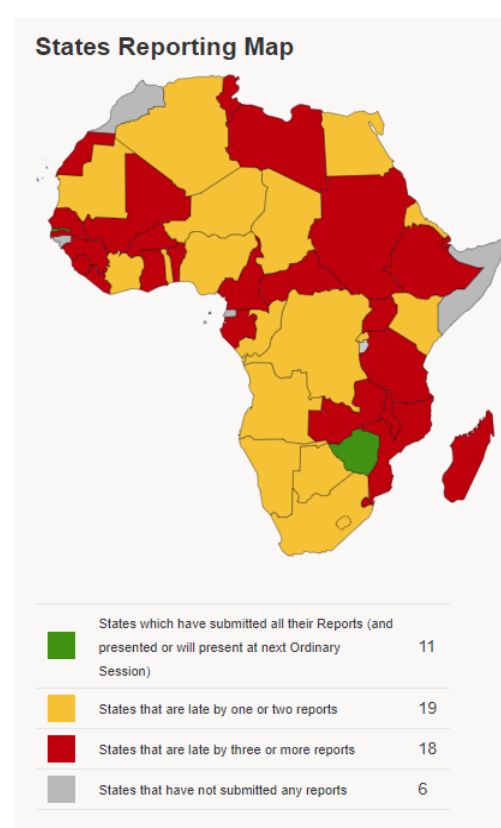 States Reporting Map
States which have submitted all their Reports (and
presented or will present at next Ordinary
Session)
11
States that are late by one or two reports
19
States that are late by three or more reports
18
States that have not submitted any reports
6